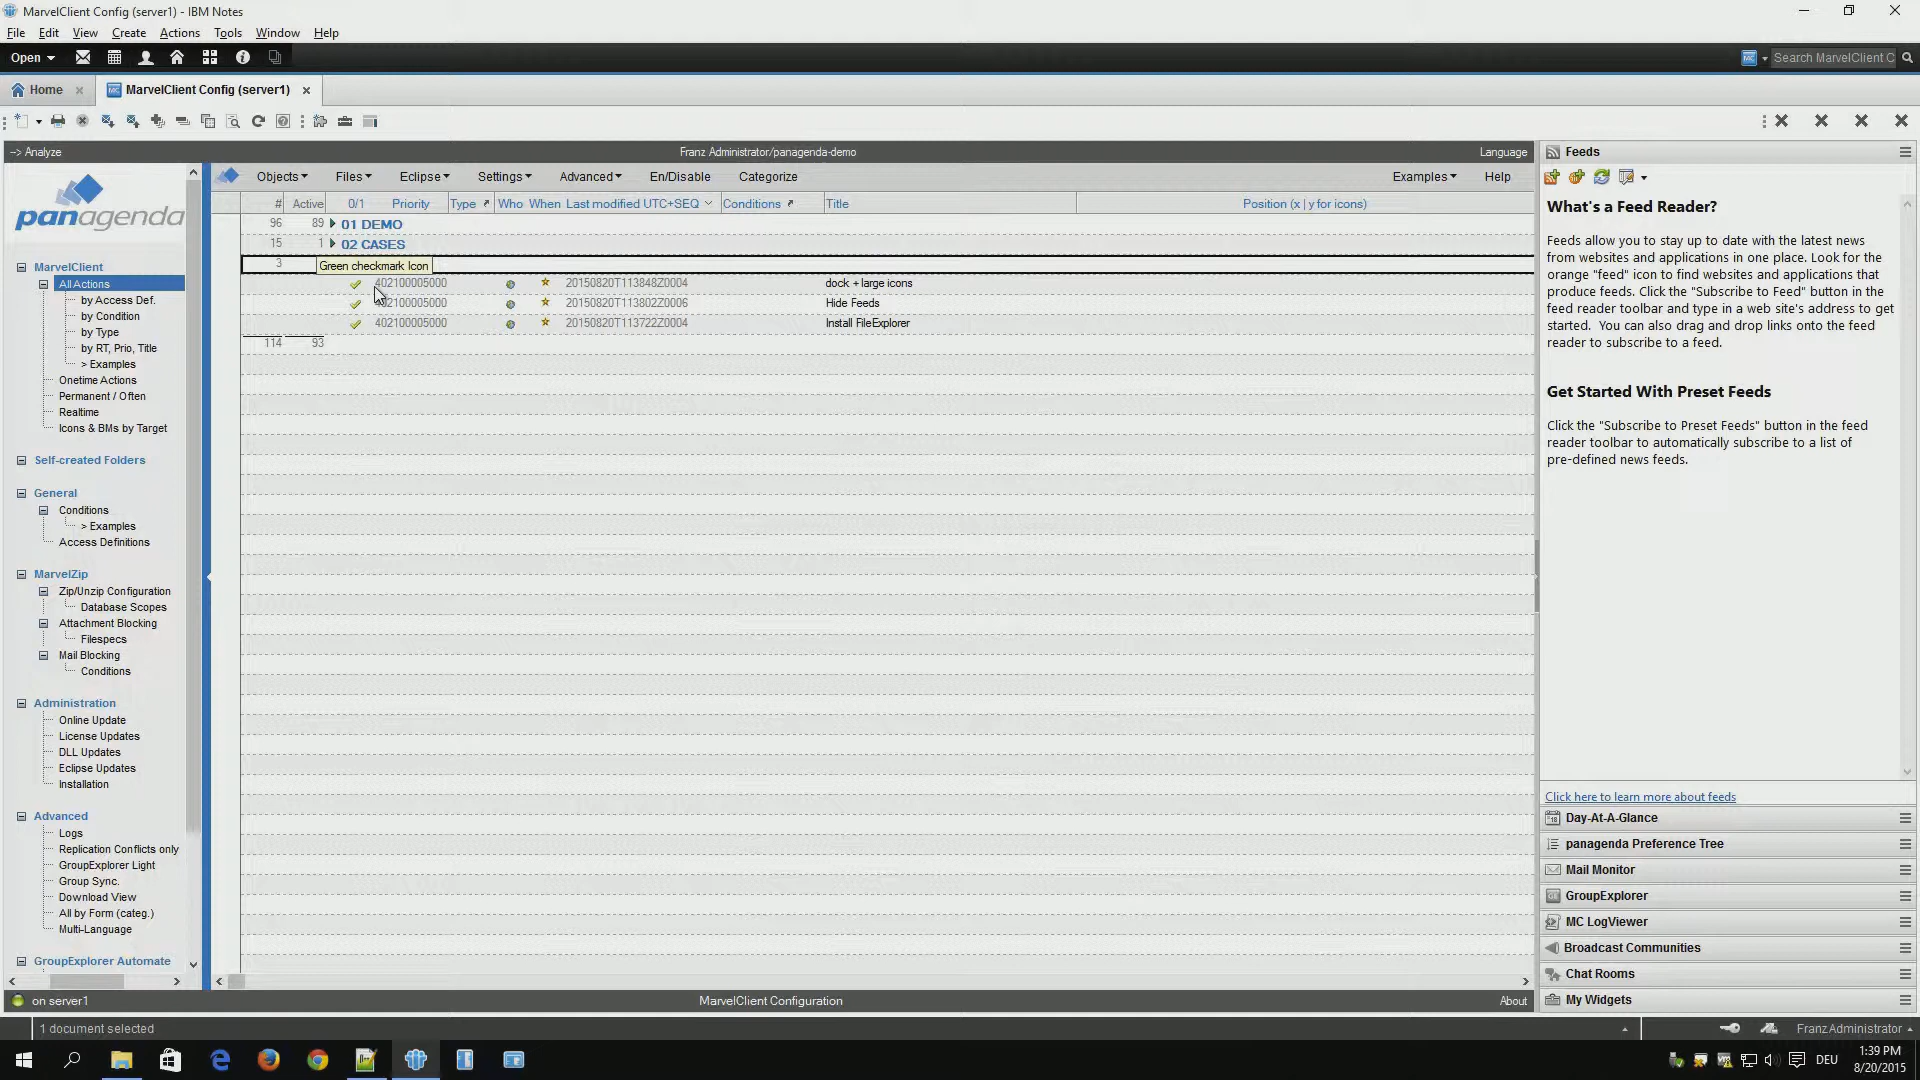 MarvelClient Config (server1) - IBM Notes
File Edit View Create Actions Tools Window Help
Open
Search MarvelClient C
Home
MarvelClient Config (server1)
--> Analyze
Franz Administrator/panagenda-demo
Language
panagenda
MarvelClient
All Actions
by Access Def.
by Condition
by Type
by RT, Prio, Title
> Examples
Onetime Actions
Permanent / Often
Realtime
Icons & BMs by Target
Self-created Folders
General
Conditions
> Examples
Access Definitions
MarvelZip
Zip/Unzip Configuration
Database Scopes
Attachment Blocking
Filespecs
Mail Blocking
Conditions
Administration
Online Update
License Updates
DLL Updates
Eclipse Updates
Installation
Advanced
Logs
Replication Conflicts only
GroupExplorer Light
Group Sync.
Download View
All by Form (categ.)
Multi-Language
GroupExplorer Automate
Objects Files Eclipse Settings Advanced En/Disable Categorize Examples Help
# Active 0/1 Priority Type Who When Last modified UTC+SEQ Conditions Title Position (x | y for icons)
96 89 01 DEMO
15 1 02 CASES
3
Green checkmark Icon
402100005000 20150820T113848Z0004 dock + large icons
402100005000 20150820T113802Z0006 Hide Feeds
402100005000 20150820T113722Z0004 Install FileExplorer
114 93
Feeds
What's a Feed Reader?
Feeds allow you to stay up to date with the latest news
from websites and applications in one place. Look for the
orange "feed" icon to find websites and applications that
produce feeds. Click the "Subscribe to Feed" button in the
feed reader toolbar and type in a web site's address to get
started. You can also drag and drop links onto the feed
reader to subscribe to a feed.
Get Started With Preset Feeds
Click the "Subscribe to Preset Feeds" button in the feed
reader toolbar to automatically subscribe to a list of
pre-defined news feeds.
Click here to learn more about feeds
Day-At-A-Glance
panagenda Preference Tree
Mail Monitor
GroupExplorer
MC LogViewer
Broadcast Communities
Chat Rooms
My Widgets
on server1
MarvelClient Configuration
About
1 document selected
FranzAdministrator
DEU
1:39 PM
8/20/2015